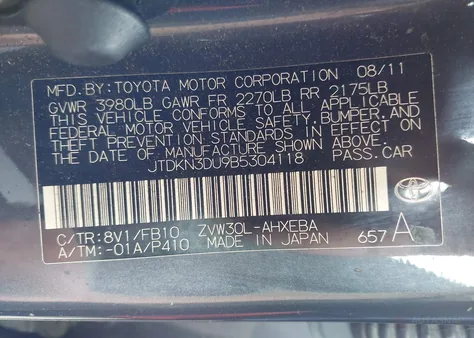 MFD. BY: TOYOTA MOTOR CORPORATION 08/11
GVWR 3980LB GAWR FR 2270LB RR 2175LB
THIS VEHICLE CONFORMS TO ALL APPLICABLE
FEDERAL MOTOR VEHICLE SAFETY, BUMPER, AND
THEFT PREVENTION STANDARDS IN EFFECT ON
THE DATE OF MANUFACTURE SHOWN ABOVE.
JTDKN3DU9B5304118 PASS. CAR
C/TR: 8V1/FB10 ZVW30L-AHXEBA
A/TM: -01A/P410 MADE IN JAPAN 657 A
TOYOTA